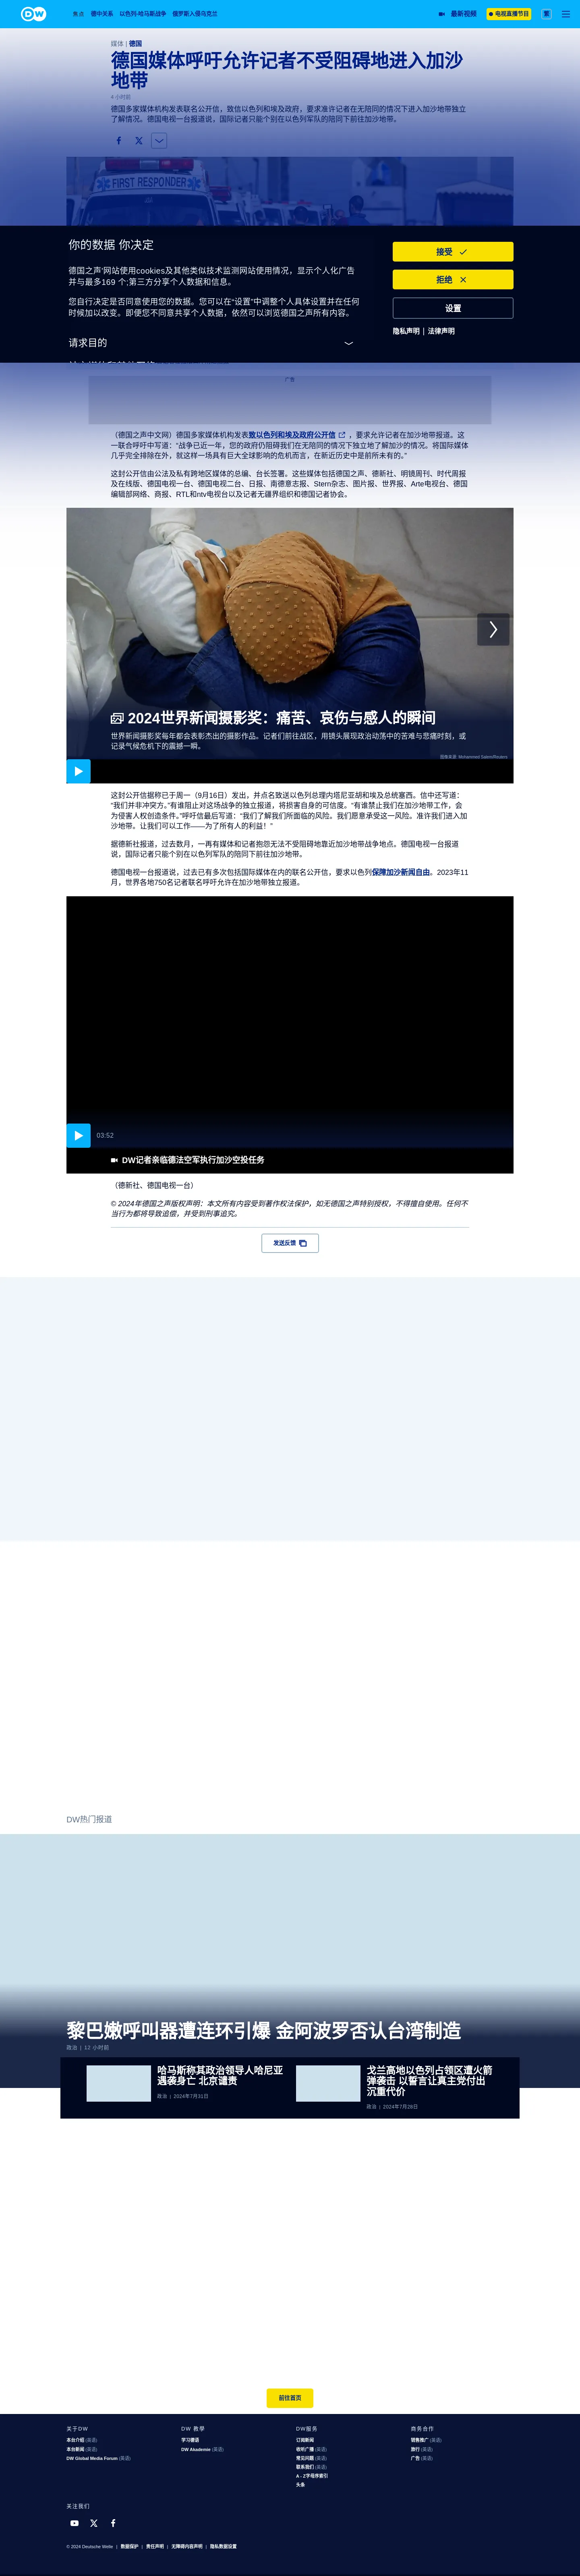 DW
焦点 德中关系 以色列-哈马斯战争 俄罗斯入侵乌克兰 最新视频 电视直播节目 繁
媒体 | 德国
德国媒体呼吁允许记者不受阻碍地进入加沙
地带
4 小时前
德国多家媒体机构发表联名公开信，致信以色列和埃及政府，要求准许记者在无陪同的情况下进入加沙地带独立
了解情况。德国电视一台报道说，国际记者只能个别在以色列军队的陪同下前往加沙地带。
FIRST RESPONDER
你的数据 你决定
德国之声'网站使用cookies及其他类似技术监测网站使用情况，显示个人化广告
并与最多169 个;第三方分享个人数据和信息。
您自行决定是否同意使用您的数据。您可以在“设置”中调整个人具体设置并在任何
时候加以改变。即使您不同意共享个人数据，依然可以浏览德国之声所有内容。
请求目的
接受
拒绝
设置
隐私声明 | 法律声明
广告
（德国之声中文网）德国多家媒体机构发表致以色列和埃及政府公开信 ，要求允许记者在加沙地带报道。这
一联合呼吁中写道：“战争已近一年，您的政府仍阻碍我们在无陪同的情况下独立地了解加沙的情况。将国际媒体
几乎完全排除在外，就这样一场具有巨大全球影响的危机而言，在新近历史中是前所未有的。”
这封公开信由公法及私有跨地区媒体的总编、台长签署。这些媒体包括德国之声、德新社、明镜周刊、时代周报
及在线版、德国电视一台、德国电视二台、日报、南德意志报、Stern杂志、图片报、世界报、Arte电视台、德国
编辑部网络、商报、RTL和ntv电视台以及记者无疆界组织和德国记者协会。
2024世界新闻摄影奖：痛苦、哀伤与感人的瞬间
世界新闻摄影奖每年都会表彰杰出的摄影作品。记者们前往战区，用镜头展现政治动荡中的苦难与悲痛时刻，或
记录气候危机下的震撼一瞬。
图像来源: Mohammed Salem/Reuters
这封公开信据称已于周一（9月16日）发出，并点名致送以色列总理内塔尼亚胡和埃及总统塞西。信中还写道：
“我们并非冲突方。”有谁阻止对这场战争的独立报道，将损害自身的可信度。“有谁禁止我们在加沙地带工作，会
为侵害人权创造条件。”呼吁信最后写道：“我们了解我们所面临的风险。我们愿意承受这一风险。准许我们进入加
沙地带。让我们可以工作——为了所有人的利益！”
据德新社报道，过去数月，一再有媒体和记者抱怨无法不受阻碍地靠近加沙地带战争地点。德国电视一台报道
说，国际记者只能个别在以色列军队的陪同下前往加沙地带。
德国电视一台报道说，过去已有多次包括国际媒体在内的联名公开信，要求以色列保障加沙新闻自由。2023年11
月，世界各地750名记者联名呼吁允许在加沙地带独立报道。
03:52
DW记者亲临德法空军执行加沙空投任务
（德新社、德国电视一台）
© 2024年德国之声版权声明：本文所有内容受到著作权法保护，如无德国之声特别授权，不得擅自使用。任何不
当行为都将导致追偿，并受到刑事追究。
发送反馈
DW热门报道
黎巴嫩呼叫器遭连环引爆 金阿波罗否认台湾制造
政治 | 12 小时前
哈马斯称其政治领导人哈尼亚
遇袭身亡 北京谴责
政治 | 2024年7月31日
戈兰高地以色列占领区遭火箭
弹袭击 以誓言让真主党付出
沉重代价
政治 | 2024年7月28日
前往首页
关于DW
本台介绍 (英语)
本台新闻 (英语)
DW Global Media Forum (英语)
DW 教學
学习德语
DW Akademie (英语)
DW服务
订阅新闻
收听广播 (英语)
常见问题 (英语)
联系我们 (英语)
A - Z字母序索引
头条
商务合作
销售推广 (英语)
旅行 (英语)
广告 (英语)
关注我们
© 2024 Deutsche Welle | 数据保护 | 责任声明 | 无障碍内容声明 | 隐私数据设置